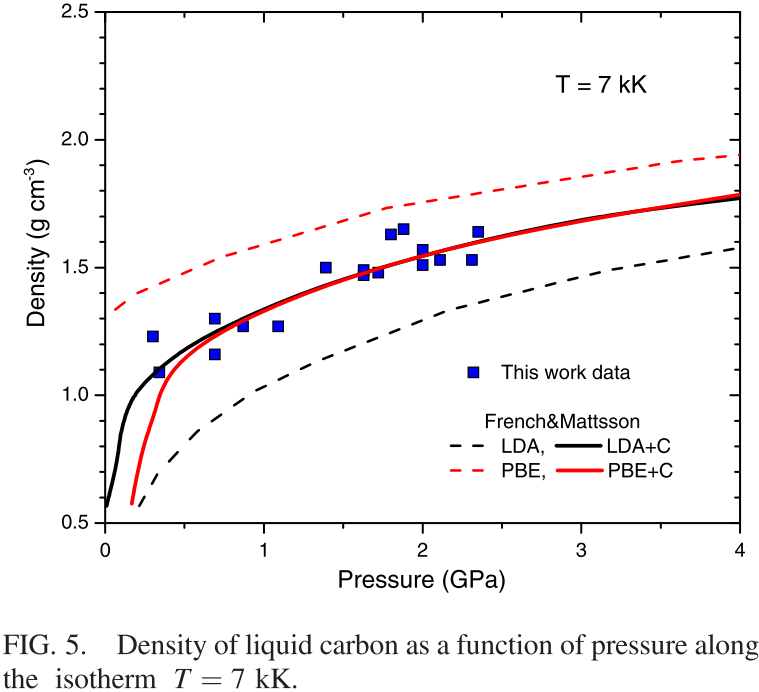 2.5
T = 7 kK
2.0
Density (g cm-3)
1.5
This work data
1.0
French&Mattsson
LDA, LDA+C
PBE, PBE+C
0.5
0 1 2 3 4
Pressure (GPa)
FIG. 5. Density of liquid carbon as a function of pressure along
the isotherm T = 7 kK.